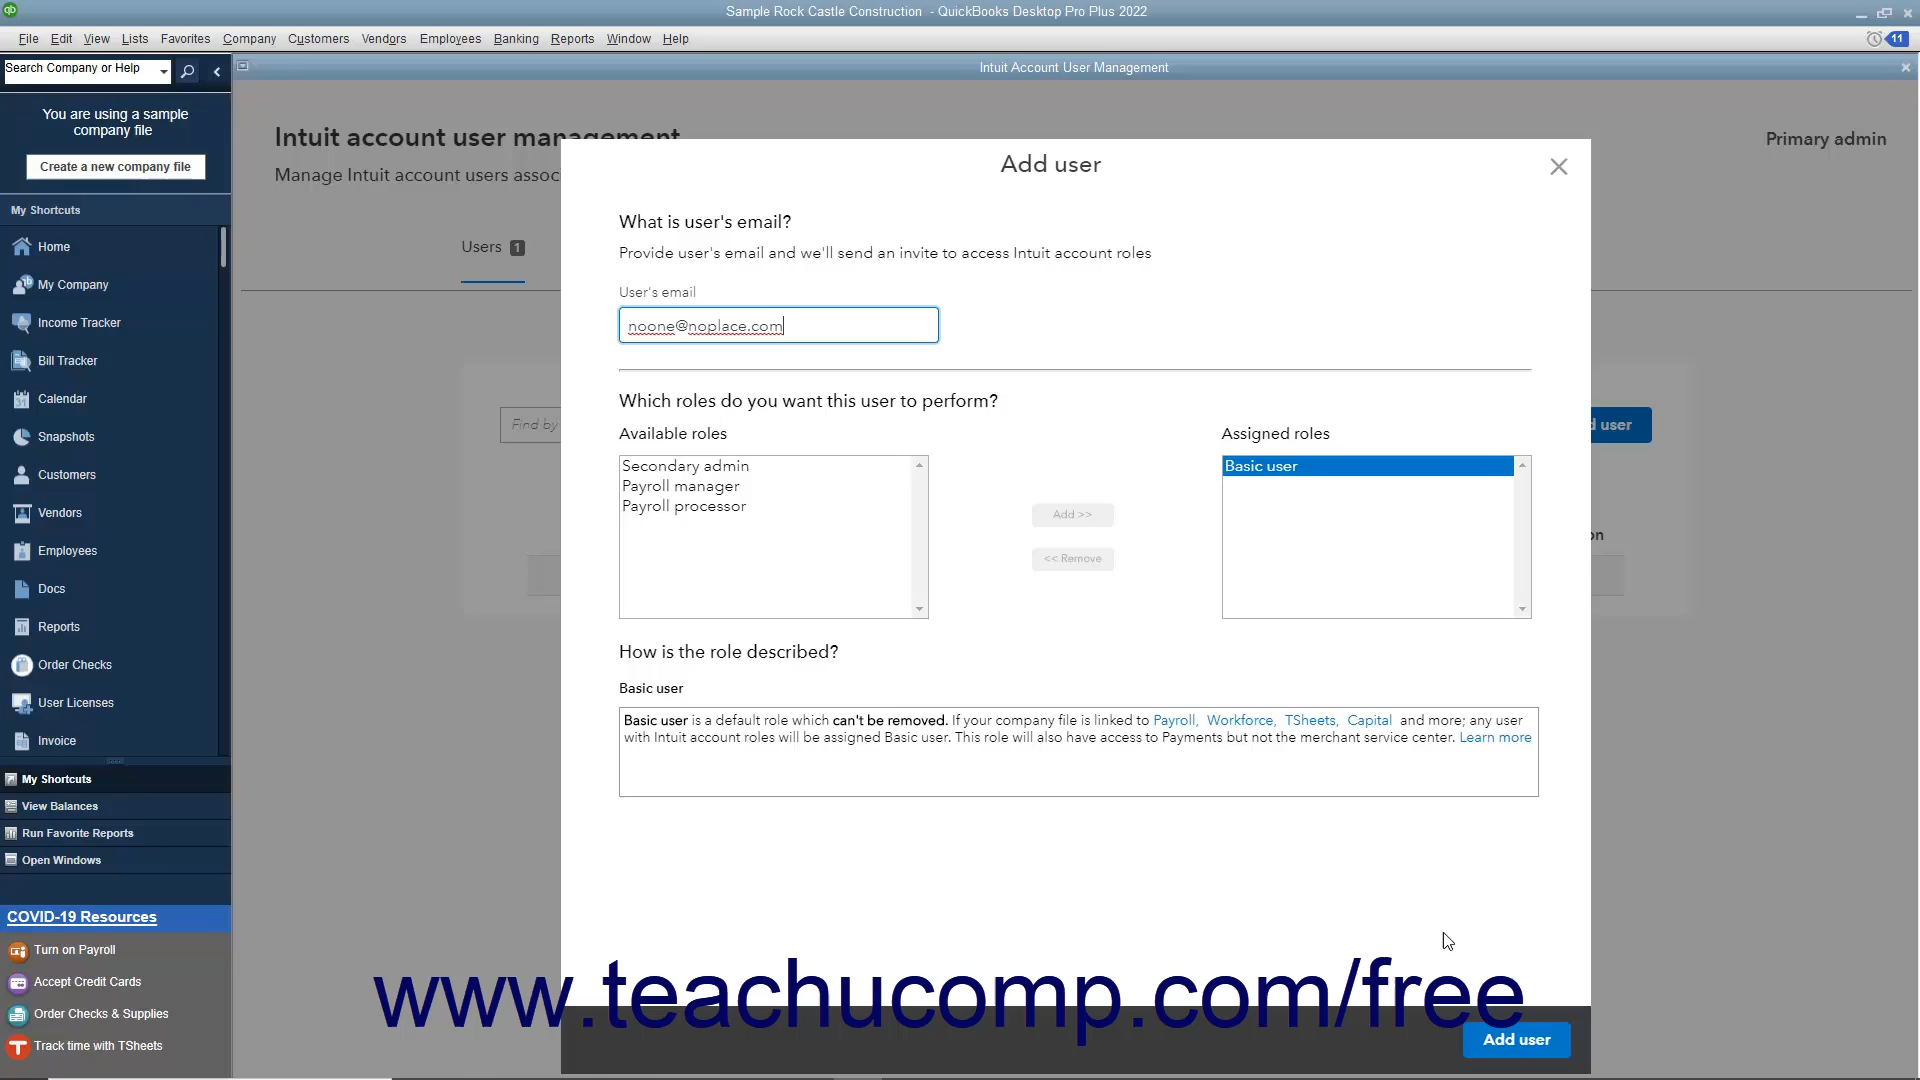 Sample Rock Castle Construction - QuickBooks Desktop Pro Plus 2022
File Edit View Lists Favorites Company Customers Vendors Employees Banking Reports Window Help
11
Search Company or Help
Intuit Account User Management
You are using a sample
company file
Create a new company file
My Shortcuts
Home
My Company
Income Tracker
Bill Tracker
Calendar
Snapshots
Customers
Vendors
Employees
Docs
Reports
Order Checks
User Licenses
Invoice
My Shortcuts
View Balances
Run Favorite Reports
Open Windows
COVID-19 Resources
Turn on Payroll
Accept Credit Cards
Order Checks & Supplies
Track time with TSheets
Intuit account user management
Primary admin
Manage Intuit account users assoc
Users 1
Find by
d user
on
Add user
What is user's email?
Provide user's email and we'll send an invite to access Intuit account roles
User's email
noone@noplace.com
Which roles do you want this user to perform?
Available roles
Secondary admin
Payroll manager
Payroll processor
Add >>
<< Remove
Assigned roles
Basic user
How is the role described?
Basic user
Basic user is a default role which can't be removed. If your company file is linked to Payroll, Workforce, TSheets, Capital and more; any user
with Intuit account roles will be assigned Basic user. This role will also have access to Payments but not the merchant service center. Learn more
www.teachucomp.com/free
Add user